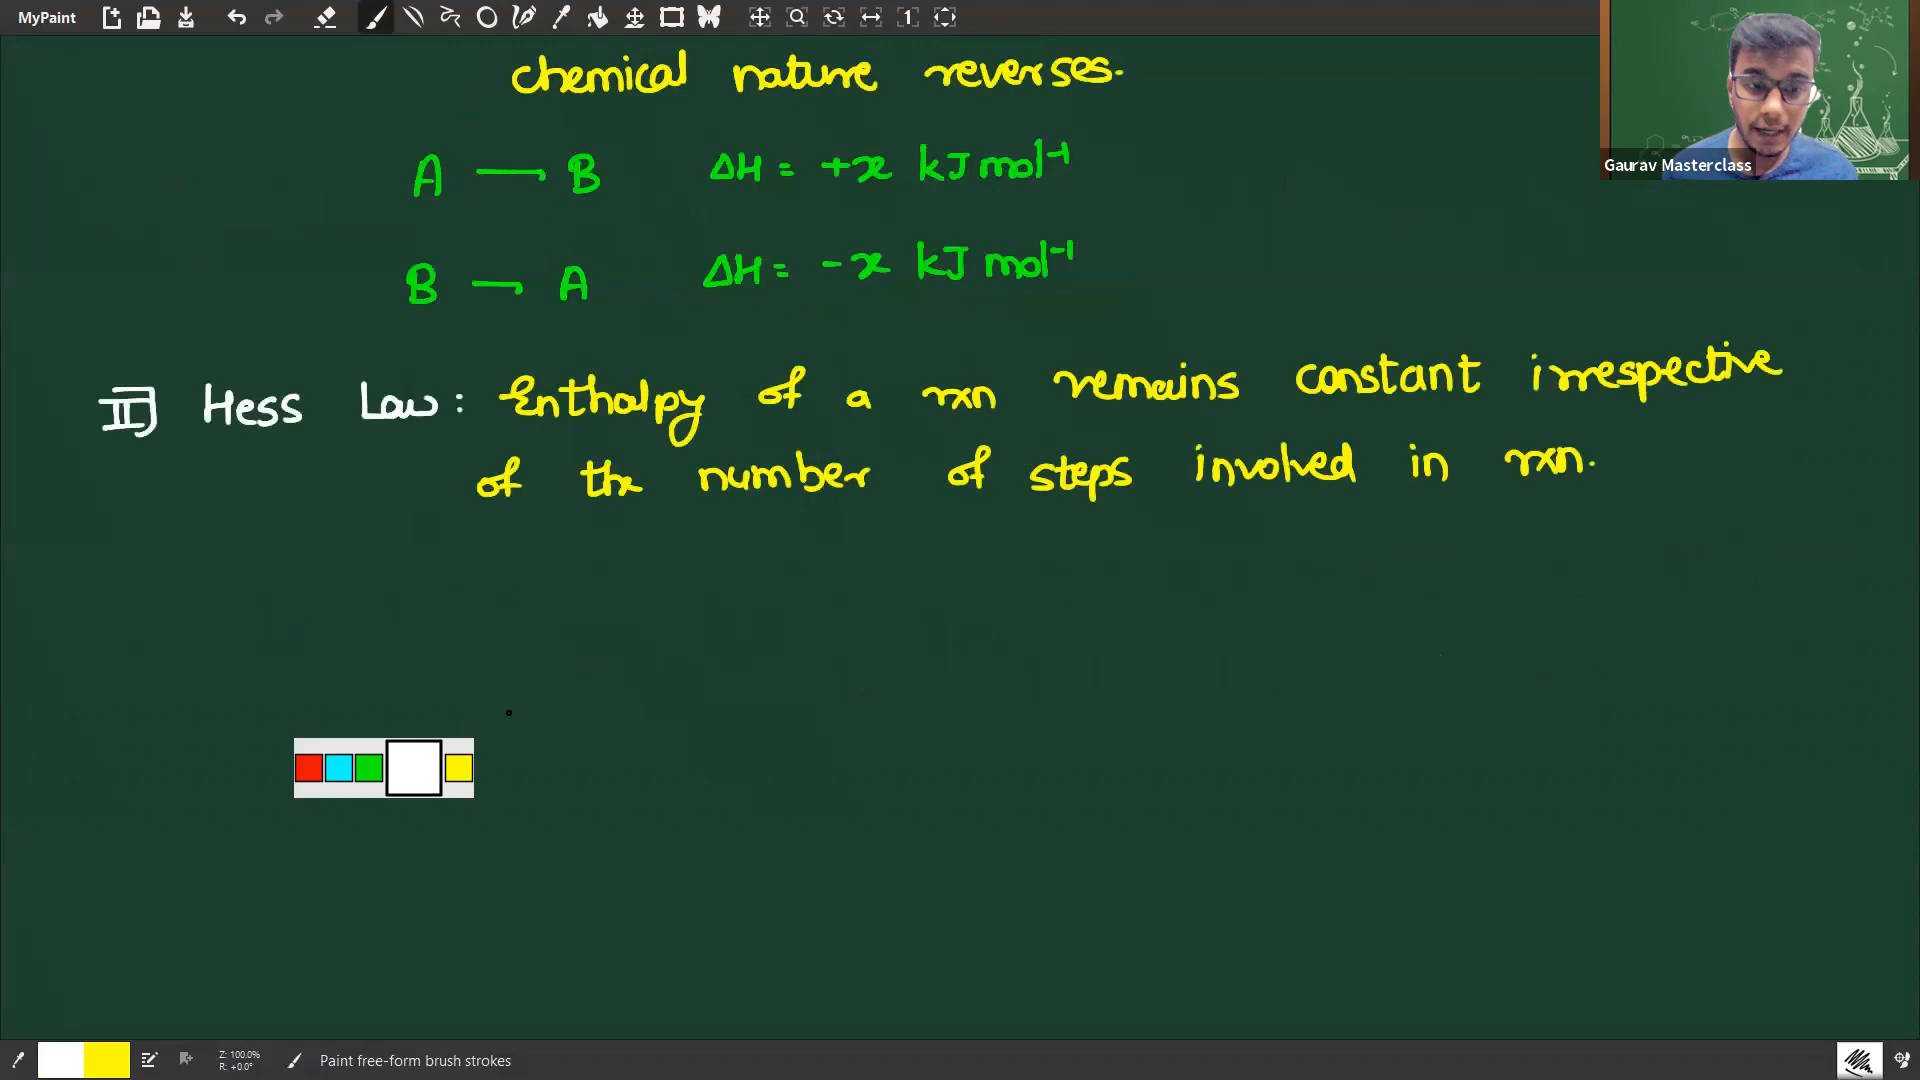 MyPaint
chemical nature reverses.
A — B ΔH = +x kJ mol⁻¹
Gaurav Masterclass
B — A ΔH = -x kJ mol⁻¹
II] Hess Law: Enthalpy of a rxn remains constant irrespective
of the number of steps involved in rxn.
Z: 100.0%
R: +0.0°
Paint free-form brush strokes